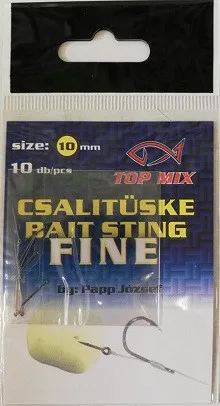 size: 10 mm
10 db/pcs
TOP MIX
CSALITÜSKE
BAIT STING
FINE
by: Papp József